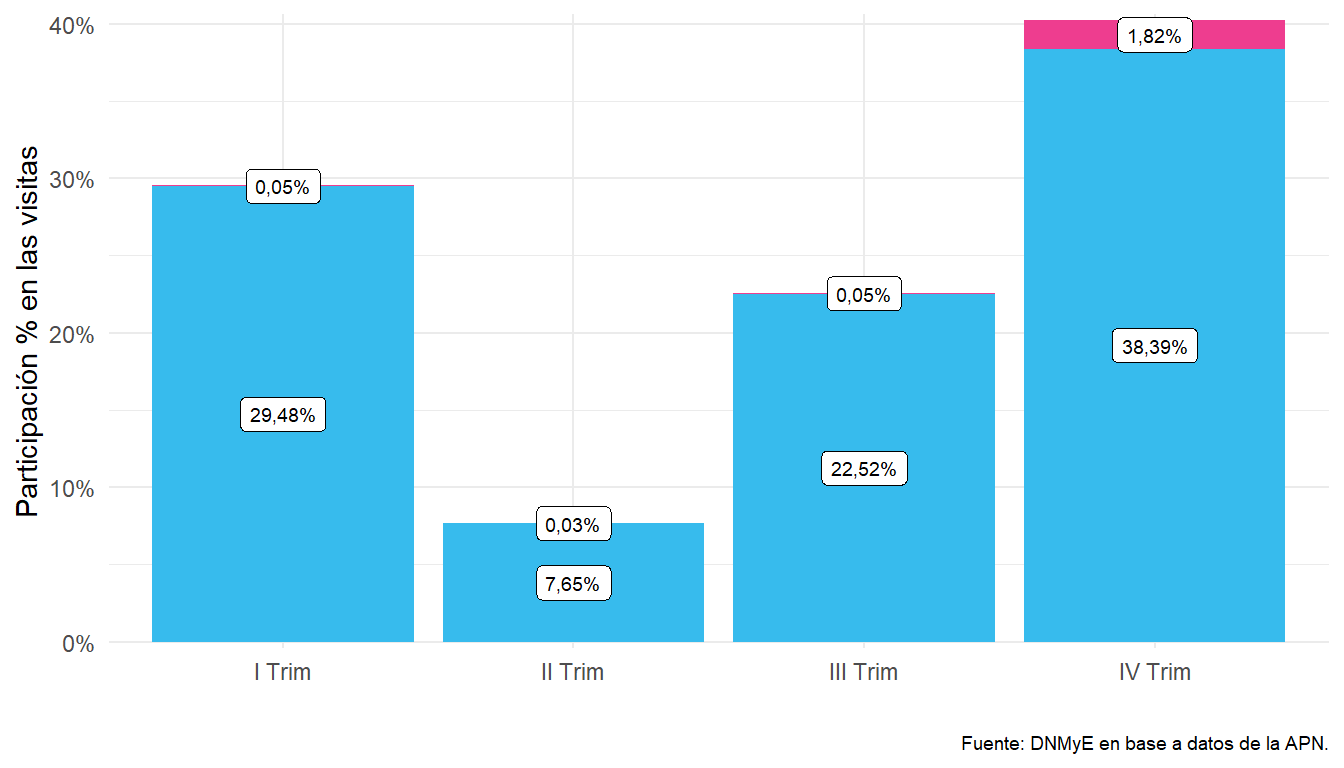 Participación % en las visitas
40%
30%
20%
10%
0%
0,05%
29,48%
0,03%
7,65%
0,05%
22,52%
1,82%
38,39%
I Trim
II Trim
III Trim
IV Trim
Fuente: DNMyE en base a datos de la APN.